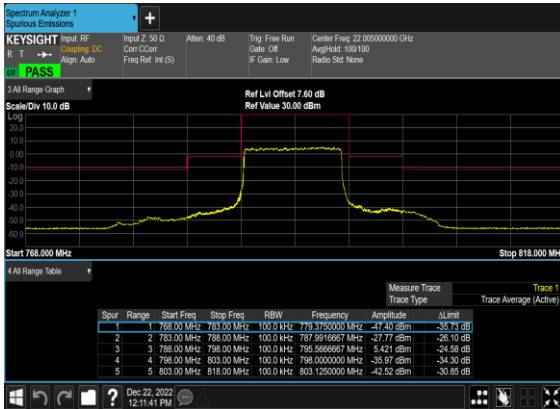 Spectrum Analyzer 1
Spurious Emissions
+
KEYSIGHT Input: RF Input Z: 50 Ω Atten: 40 dB Trig: Free Run Center Freq: 22.005000000 GHz
R T Coupling: DC Corr CCorr Gate: Off Avg|Hold: 100/100
Align: Auto Freq Ref: Int (S) IF Gain: Low Radio Std: None
PASS
3 All Range Graph
Ref Lvl Offset 7.60 dB
Scale/Div 10.0 dB Ref Value 30.00 dBm
Log
20.0
10.0
0.00
-10.0
-20.0
-30.0
-40.0
-50.0
-60.0
Start 768.000 MHz Stop 818.000 MH
4 All Range Table
Measure Trace Trace 1
Trace Type Trace Average (Active)
Spur Range Start Freq Stop Freq RBW Frequency Amplitude ΔLimit
1 1 768.00 MHz 783.00 MHz 100.0 kHz 779.3750000 MHz -47.40 dBm -35.73 dB
2 2 783.00 MHz 788.00 MHz 100.0 kHz 787.9916667 MHz -27.77 dBm -26.10 dB
3 3 788.00 MHz 798.00 MHz 100.0 kHz 795.5666667 MHz 5.421 dBm -24.58 dB
4 4 798.00 MHz 803.00 MHz 100.0 kHz 798.0000000 MHz -35.97 dBm -34.30 dB
5 5 803.00 MHz 818.00 MHz 100.0 kHz 803.1250000 MHz -42.52 dBm -30.85 dB
? Dec 22, 2022
12:11:41 PM